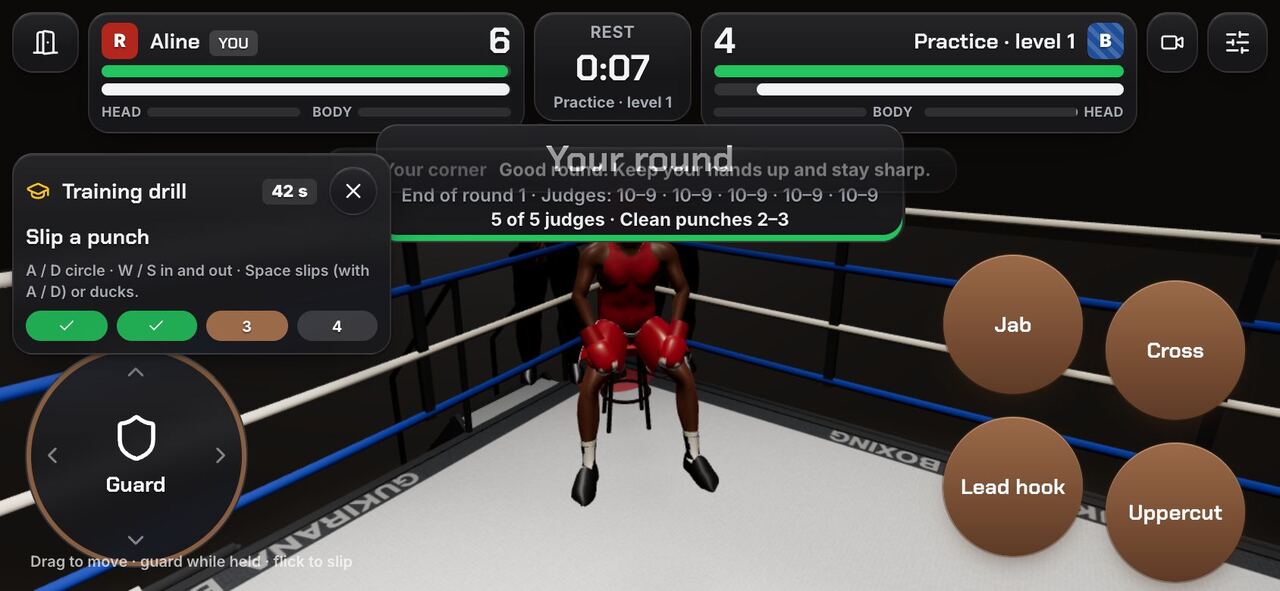 R Aline YOU 6
HEAD BODY
REST
0:07
Practice · level 1
4 Practice · level 1 B
BODY HEAD
Your round
Your corner Good round. Keep your hands up and stay sharp.
End of round 1 · Judges: 10–9 · 10–9 · 10–9 · 10–9 · 10–9
5 of 5 judges · Clean punches 2–3
Training drill 42 s
Slip a punch
A / D circle · W / S in and out · Space slips (with
A / D) or ducks.
3 4
Guard
Drag to move · guard while held · flick to slip
Jab
Cross
Lead hook
Uppercut
BOXING